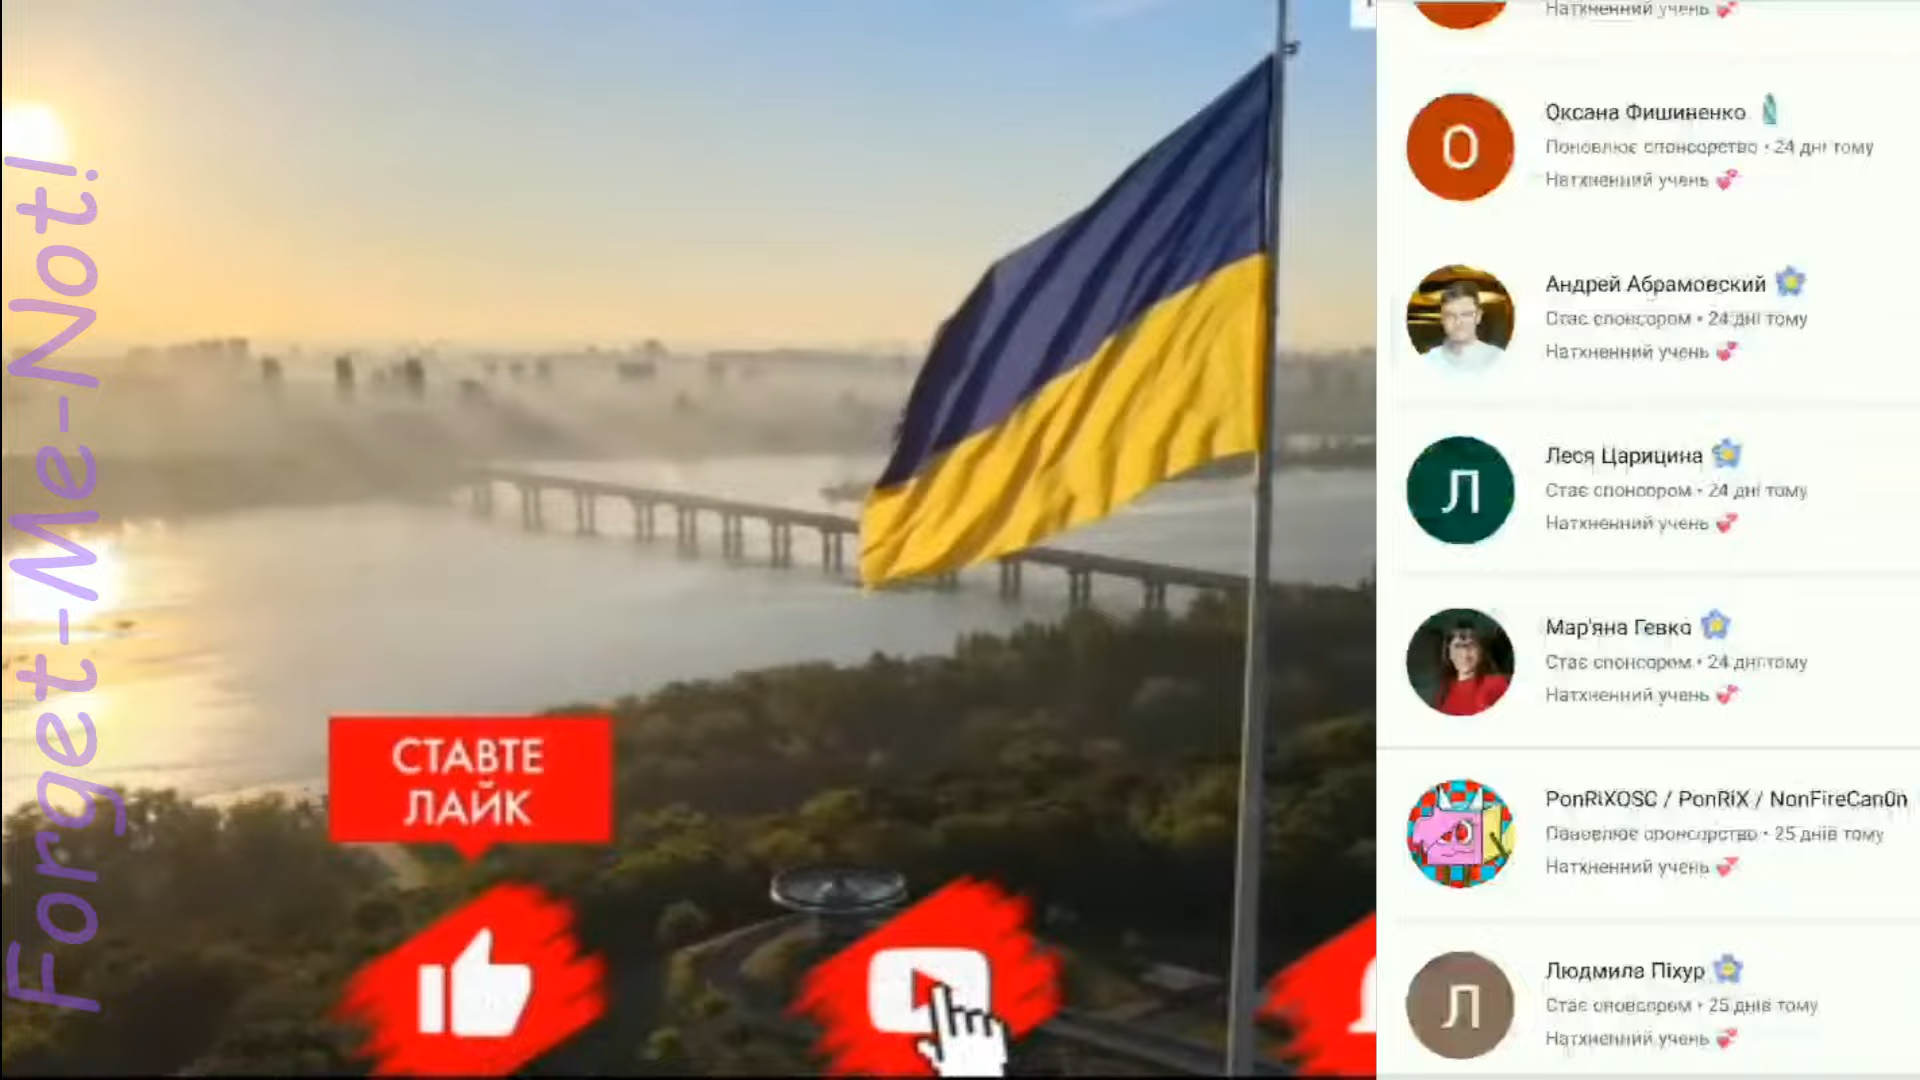 Forget-Me-Not!
СТАВТЕ
ЛАЙК
Натхненний учень
Оксана Фишиненко
Поновлює спонсорство • 24 дні тому
Натхненний учень
Андрей Абрамовский
Стає спонсором • 24 дні тому
Натхненний учень
Леся Царицина
Стає спонсором • 24 дні тому
Натхненний учень
Мар'яна Гевко
Стає спонсором • 24 дні тому
Натхненний учень
PonRiXOSC / PonRiX / NonFireCan0n
Поновлює спонсорство • 25 днів тому
Натхненний учень
Людмила Піхур
Стає спонсором • 25 днів тому
Натхненний учень